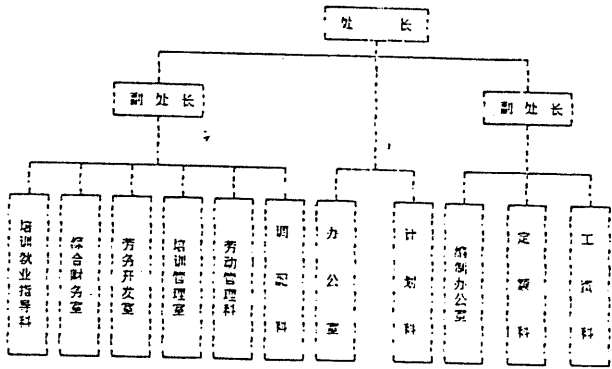 处 长
副 处 长
副 处 长
培训就业指导科
综合财务室
劳务开发室
培训管理室
劳动管理科
调配科
办公室
计划科
编制办公室
定额科
工资科